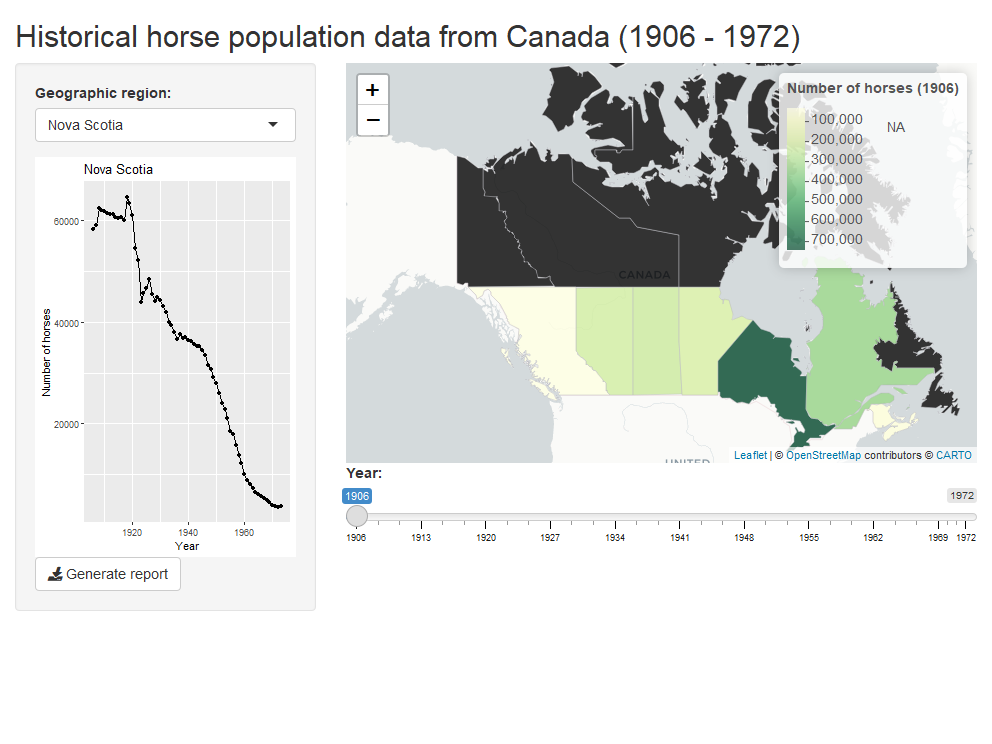 Historical horse population data from Canada (1906 - 1972)
Geographic region:
Nova Scotia
Nova Scotia
60000
40000
20000
Number of horses
1920 1940 1960
Year
Generate report
+
−
Number of horses (1906)
100,000
200,000
300,000
400,000
500,000
600,000
700,000
NA
CANADA
UNITED
Leaflet | © OpenStreetMap contributors © CARTO
Year:
1906 1972
1906 1913 1920 1927 1934 1941 1948 1955 1962 1969 1972